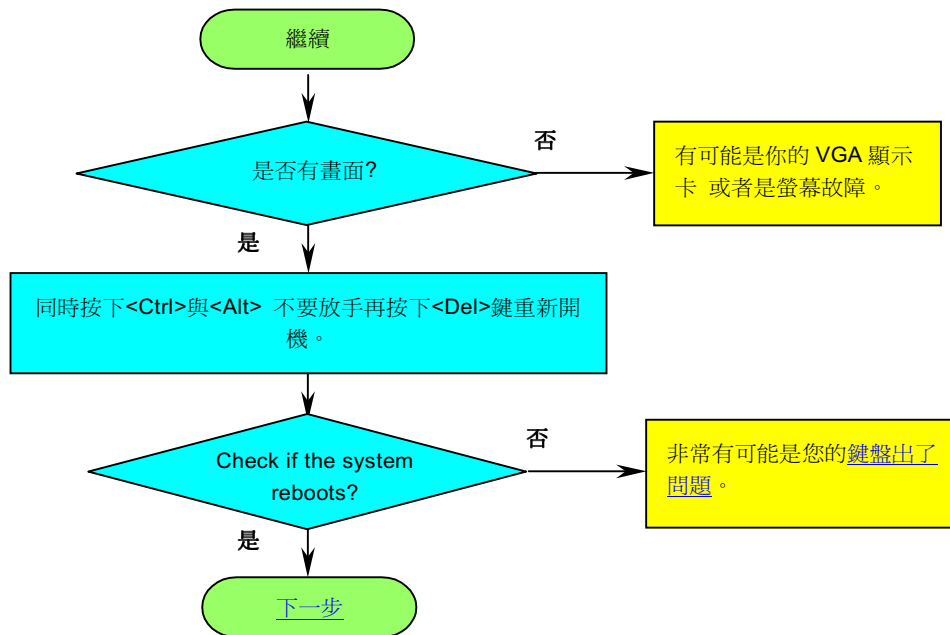 繼續
是否有畫面?
否
有可能是你的 VGA 顯示
卡 或者是螢幕故障。
是
同時按下<Ctrl>與<Alt> 不要放手再按下<Del>鍵重新開
機。
Check if the system
reboots?
否
非常有可能是您的鍵盤出了
問題。
是
下一步